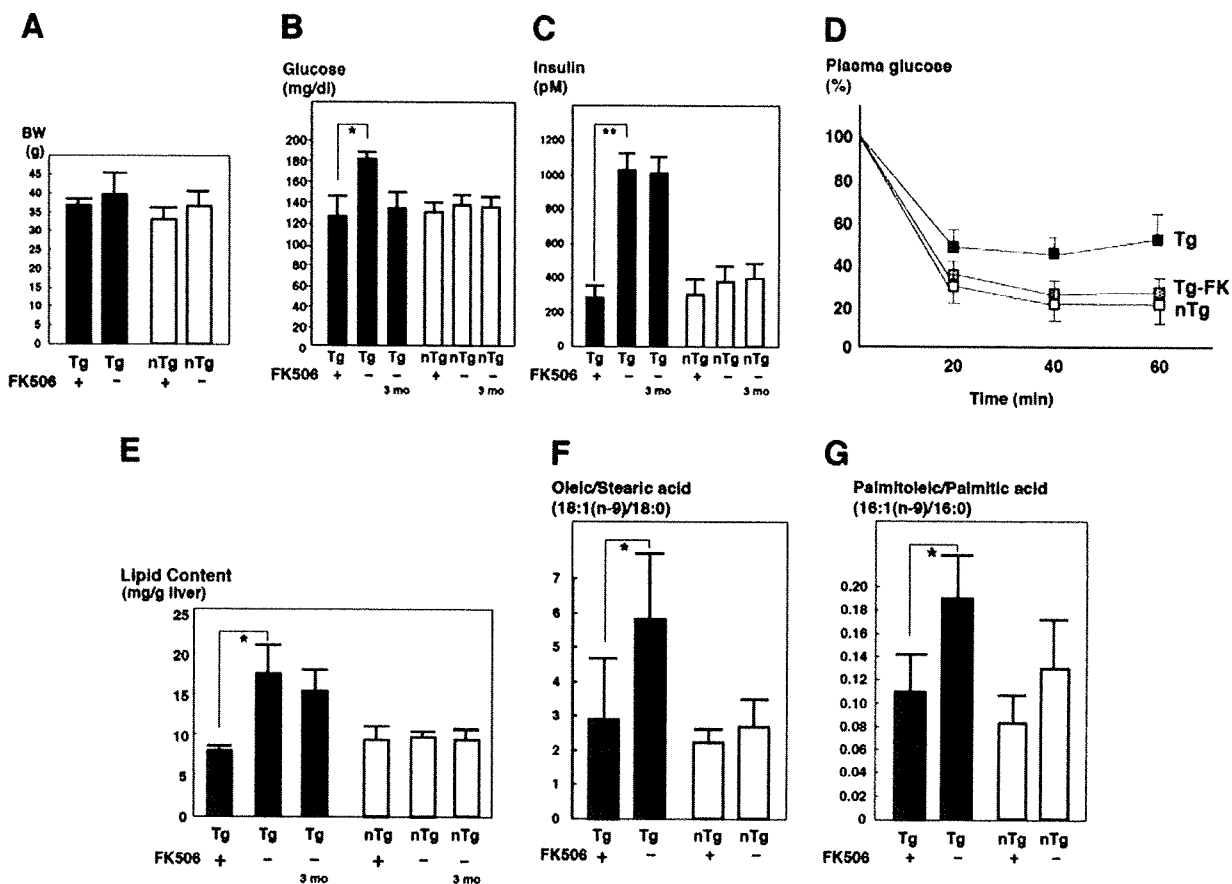 A
BW
(g)
45
40
35
30
25
20
15
10
5
0
Tg Tg nTg nTg
FK506 + − + −
B
Glucose
(mg/dl)
200
180
160
140
120
100
80
60
40
20
0
*
Tg Tg Tg nTg nTg nTg
FK506 + − − + − −
3 mo 3 mo
C
Insulin
(pM)
1200
1000
800
600
400
200
0
**
Tg Tg Tg nTg nTg nTg
FK506 + − − + − −
3 mo 3 mo
D
Plasma glucose
(%)
100
80
60
40
20
0
Tg
Tg-FK
nTg
20 40 60
Time (min)
E
Lipid Content
(mg/g liver)
25
20
15
10
5
0
*
Tg Tg Tg nTg nTg nTg
FK506 + − − + − −
3 mo 3 mo
F
Oleic/Stearic acid
(18:1(n-9)/18:0)
7
6
5
4
3
2
1
0
*
Tg Tg nTg nTg
FK506 + − + −
G
Palmitoleic/Palmitic acid
(16:1(n-9)/16:0)
0.20
0.18
0.16
0.14
0.12
0.10
0.08
0.06
0.04
0.02
0
*
Tg Tg nTg nTg
FK506 + − + −